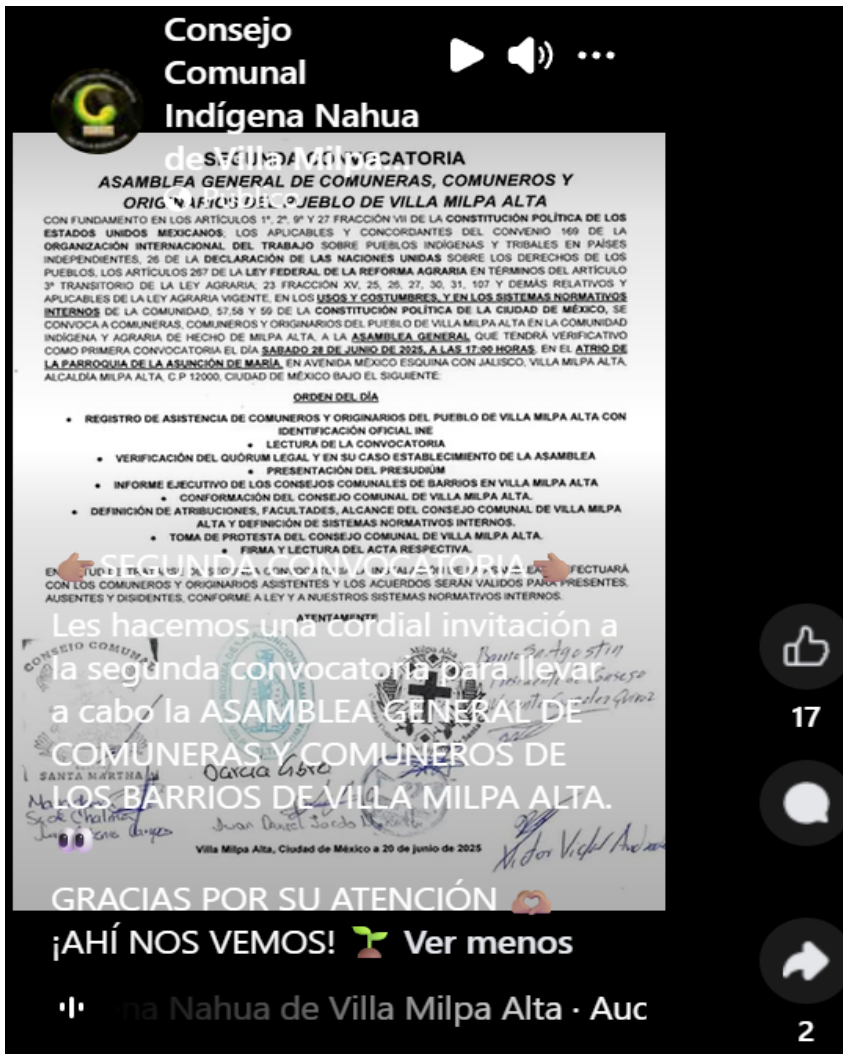 Consejo
Comunal
Indígena Nahua
de Villa Milpa...
Público
SEGUNDA CONVOCATORIA
ASAMBLEA GENERAL DE COMUNERAS, COMUNEROS Y
ORIGINARIOS DEL PUEBLO DE VILLA MILPA ALTA
CON FUNDAMENTO EN LOS ARTÍCULOS 1º, 2º, 9º Y 27 FRACCIÓN VII DE LA CONSTITUCIÓN POLÍTICA DE LOS
ESTADOS UNIDOS MEXICANOS; LOS APLICABLES Y CONCORDANTES DEL CONVENIO 169 DE LA
ORGANIZACIÓN INTERNACIONAL DEL TRABAJO SOBRE PUEBLOS INDÍGENAS Y TRIBALES EN PAÍSES
INDEPENDIENTES, 26 DE LA DECLARACIÓN DE LAS NACIONES UNIDAS SOBRE LOS DERECHOS DE LOS
PUEBLOS, LOS ARTÍCULOS 267 DE LA LEY FEDERAL DE LA REFORMA AGRARIA EN TÉRMINOS DEL ARTÍCULO
3º TRANSITORIO DE LA LEY AGRARIA; 23 FRACCIÓN XV, 25, 26, 27, 30, 31, 107 Y DEMÁS RELATIVOS Y
APLICABLES DE LA LEY AGRARIA VIGENTE, EN LOS USOS Y COSTUMBRES, Y EN LOS SISTEMAS NORMATIVOS
INTERNOS DE LA COMUNIDAD, 57,58 Y 59 DE LA CONSTITUCIÓN POLÍTICA DE LA CIUDAD DE MÉXICO, SE
CONVOCA A COMUNERAS, COMUNEROS Y ORIGINARIOS DEL PUEBLO DE VILLA MILPA ALTA EN LA COMUNIDAD
INDÍGENA Y AGRARIA DE HECHO DE MILPA ALTA, A LA ASAMBLEA GENERAL QUE TENDRÁ VERIFICATIVO
COMO PRIMERA CONVOCATORIA EL DÍA SABADO 28 DE JUNIO DE 2025, A LAS 17:00 HORAS, EN EL ATRIO DE
LA PARROQUIA DE LA ASUNCIÓN DE MARÍA, EN AVENIDA MÉXICO ESQUINA CON JALISCO, VILLA MILPA ALTA,
ALCALDÍA MILPA ALTA, C.P 12000, CIUDAD DE MÉXICO BAJO EL SIGUIENTE:
ORDEN DEL DÍA
• REGISTRO DE ASISTENCIA DE COMUNEROS Y ORIGINARIOS DEL PUEBLO DE VILLA MILPA ALTA CON
IDENTIFICACIÓN OFICIAL INE
• LECTURA DE LA CONVOCATORIA
• VERIFICACIÓN DEL QUÓRUM LEGAL Y EN SU CASO ESTABLECIMIENTO DE LA ASAMBLEA
• PRESENTACIÓN DEL PRESUDIÚM
• INFORME EJECUTIVO DE LOS CONSEJOS COMUNALES DE BARRIOS EN VILLA MILPA ALTA
• CONFORMACIÓN DEL CONSEJO COMUNAL DE VILLA MILPA ALTA.
• DEFINICIÓN DE ATRIBUCIONES, FACULTADES, ALCANCE DEL CONSEJO COMUNAL DE VILLA MILPA
ALTA Y DEFINICIÓN DE SISTEMAS NORMATIVOS INTERNOS.
• TOMA DE PROTESTA DEL CONSEJO COMUNAL DE VILLA MILPA ALTA.
• FIRMA Y LECTURA DEL ACTA RESPECTIVA.
CON LOS COMUNEROS Y ORIGINARIOS ASISTENTES Y LOS ACUERDOS SERÁN VALIDOS PARA PRESENTES,
AUSENTES Y DISIDENTES, CONFORME A LEY Y A NUESTROS SISTEMAS NORMATIVOS INTERNOS.
ATENTAMENTE
👉🏽SEGUNDA CONVOCATORIA👈🏽
Les hacemos una cordial invitación a
la segunda convocatoria para llevar
a cabo la ASAMBLEA GENERAL DE
COMUNERAS Y COMUNEROS DE
LOS BARRIOS DE VILLA MILPA ALTA.
👀
CONSEJO COMUNAL
SANTA MARTHA
Milpa Alta
Barrio San Agustin
Villa Milpa Alta, Ciudad de México a 20 de junio de 2025
GRACIAS POR SU ATENCIÓN 🫶🏽
¡AHÍ NOS VEMOS! 🌱 Ver menos
na Nahua de Villa Milpa Alta · Auc
17
2